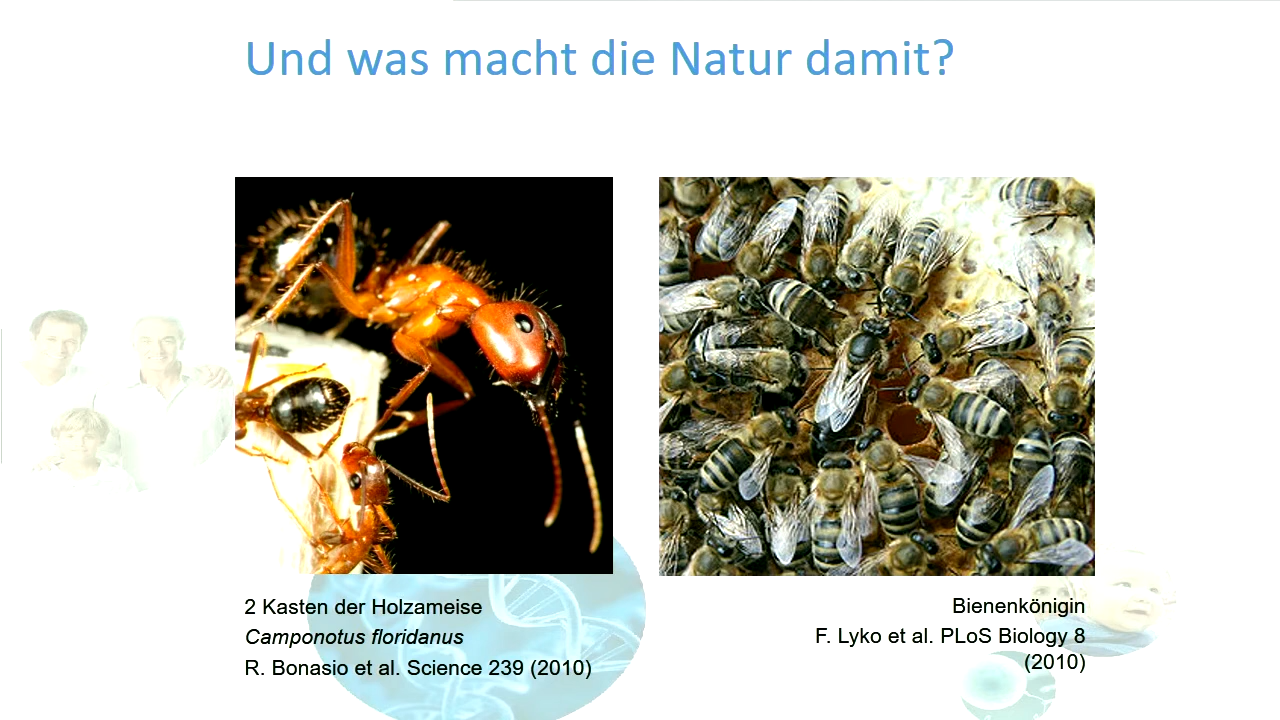 Und was macht die Natur damit?
2 Kasten der Holzameise
Camponotus floridanus
R. Bonasio et al. Science 239 (2010)
Bienenkönigin
F. Lyko et al. PLoS Biology 8
(2010)